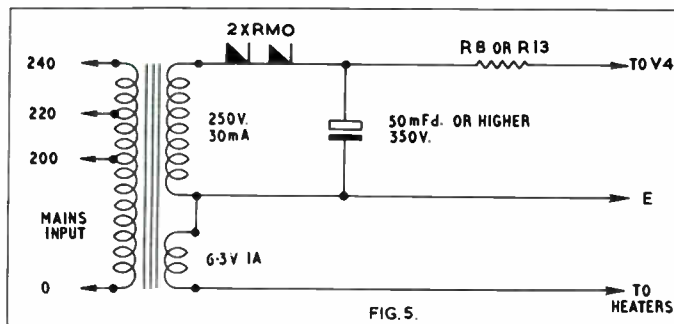 2XRMO
R8 OR R13
240
TO V4
220
250V.
30mA
50mFd. OR HIGHER
350V.
200
E
MAINS
INPUT
6·3V 1A
0
TO
HEATERS
FIG.5.